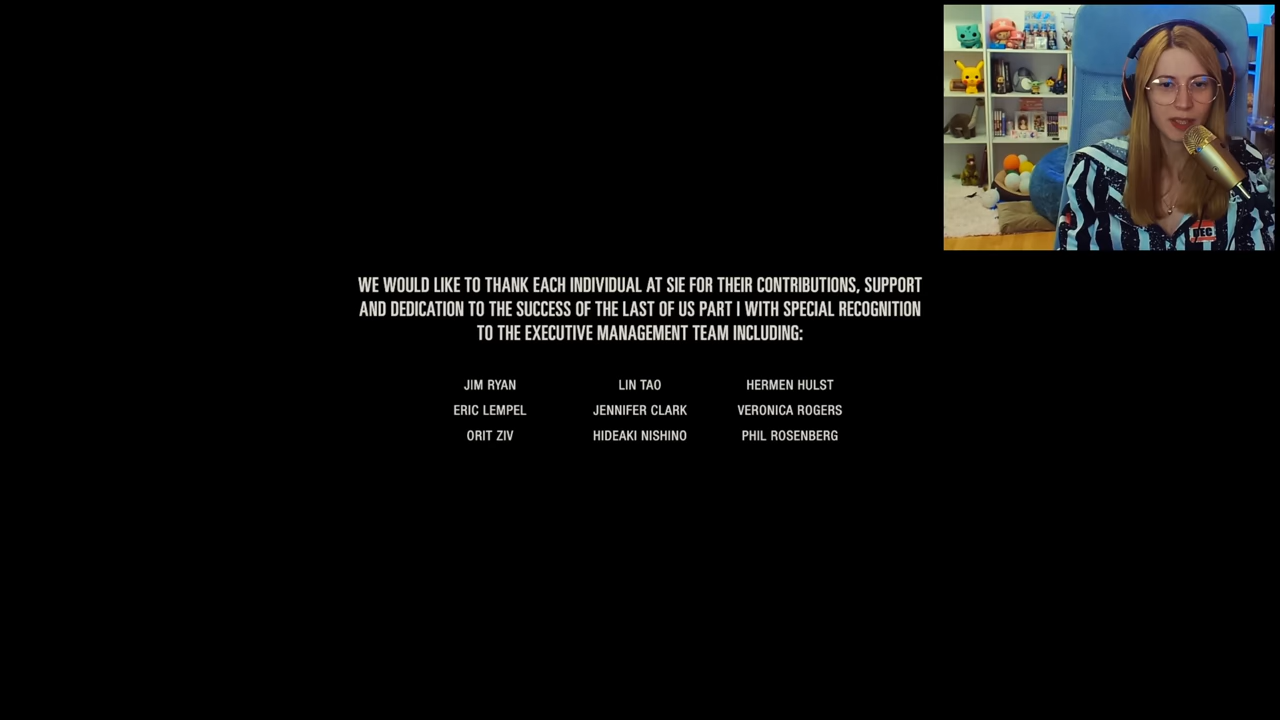 WE WOULD LIKE TO THANK EACH INDIVIDUAL AT SIE FOR THEIR CONTRIBUTIONS, SUPPORT
AND DEDICATION TO THE SUCCESS OF THE LAST OF US PART I WITH SPECIAL RECOGNITION
TO THE EXECUTIVE MANAGEMENT TEAM INCLUDING:
JIM RYAN LIN TAO HERMEN HULST
ERIC LEMPEL JENNIFER CLARK VERONICA ROGERS
ORIT ZIV HIDEAKI NISHINO PHIL ROSENBERG
DEC